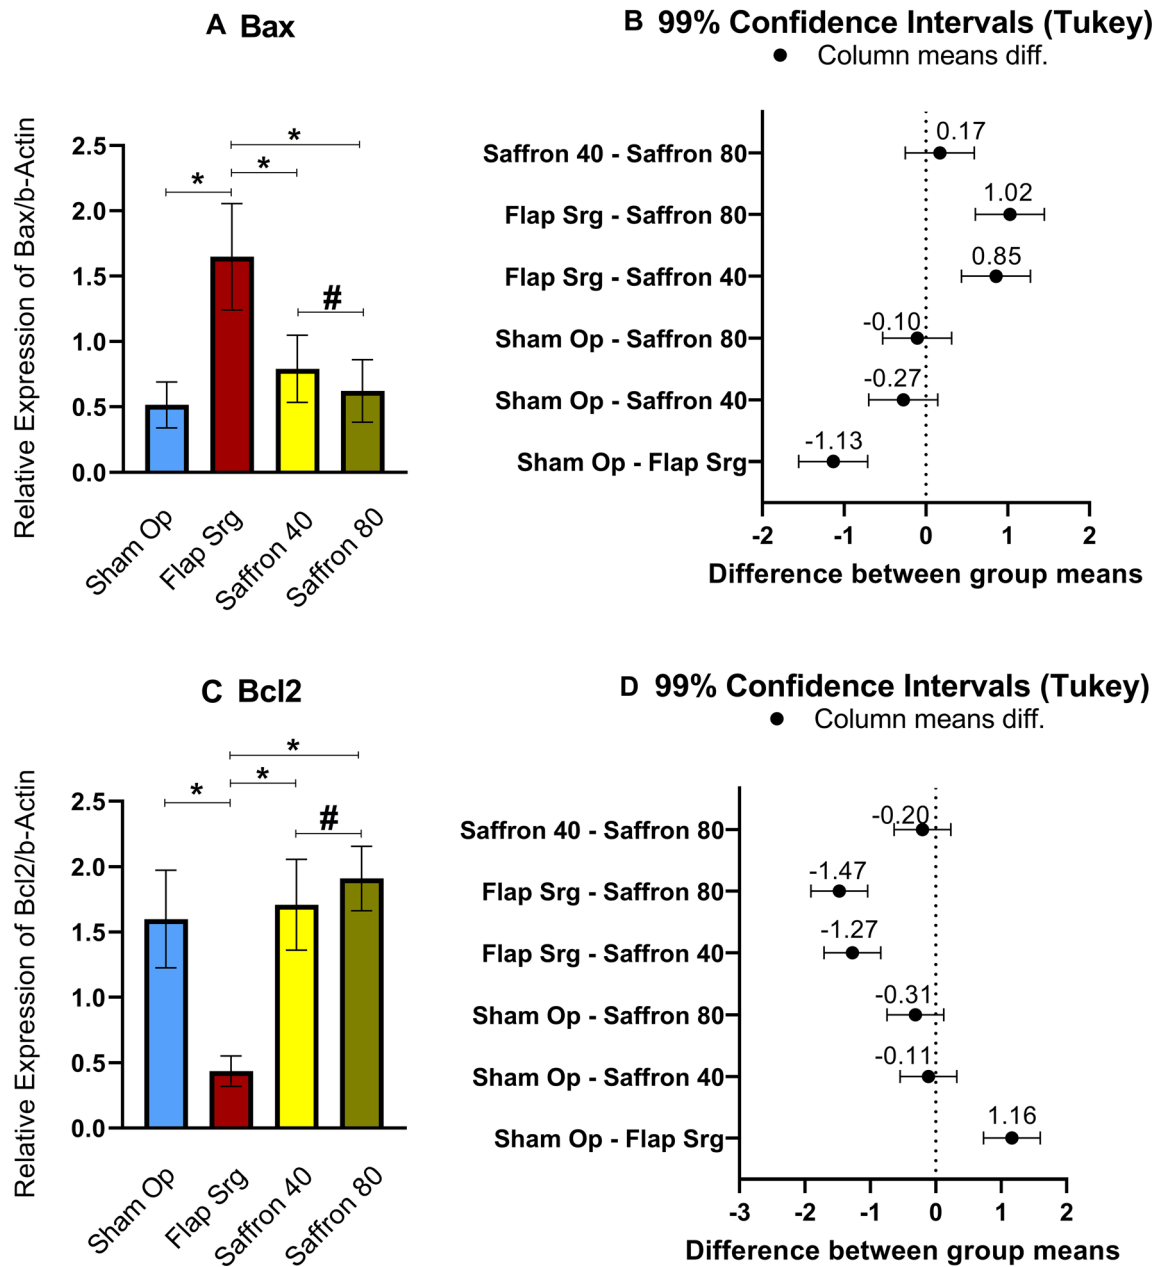 A Bax
Relative Expression of Bax/b-Actin
2.5
2.0
1.5
1.0
0.5
0.0
*
*
*
#
Sham Op
Flap Srg
Saffron 40
Saffron 80
B 99% Confidence Intervals (Tukey)
Column means diff.
Saffron 40 - Saffron 80
0.17
Flap Srg - Saffron 80
1.02
Flap Srg - Saffron 40
0.85
Sham Op - Saffron 80
-0.10
Sham Op - Saffron 40
-0.27
Sham Op - Flap Srg
-1.13
-2 -1 0 1 2
Difference between group means
C Bcl2
Relative Expression of Bcl2/b-Actin
2.5
2.0
1.5
1.0
0.5
0.0
*
*
*
#
Sham Op
Flap Srg
Saffron 40
Saffron 80
D 99% Confidence Intervals (Tukey)
Column means diff.
Saffron 40 - Saffron 80
-0.20
Flap Srg - Saffron 80
-1.47
Flap Srg - Saffron 40
-1.27
Sham Op - Saffron 80
-0.31
Sham Op - Saffron 40
-0.11
Sham Op - Flap Srg
1.16
-3 -2 -1 0 1 2
Difference between group means